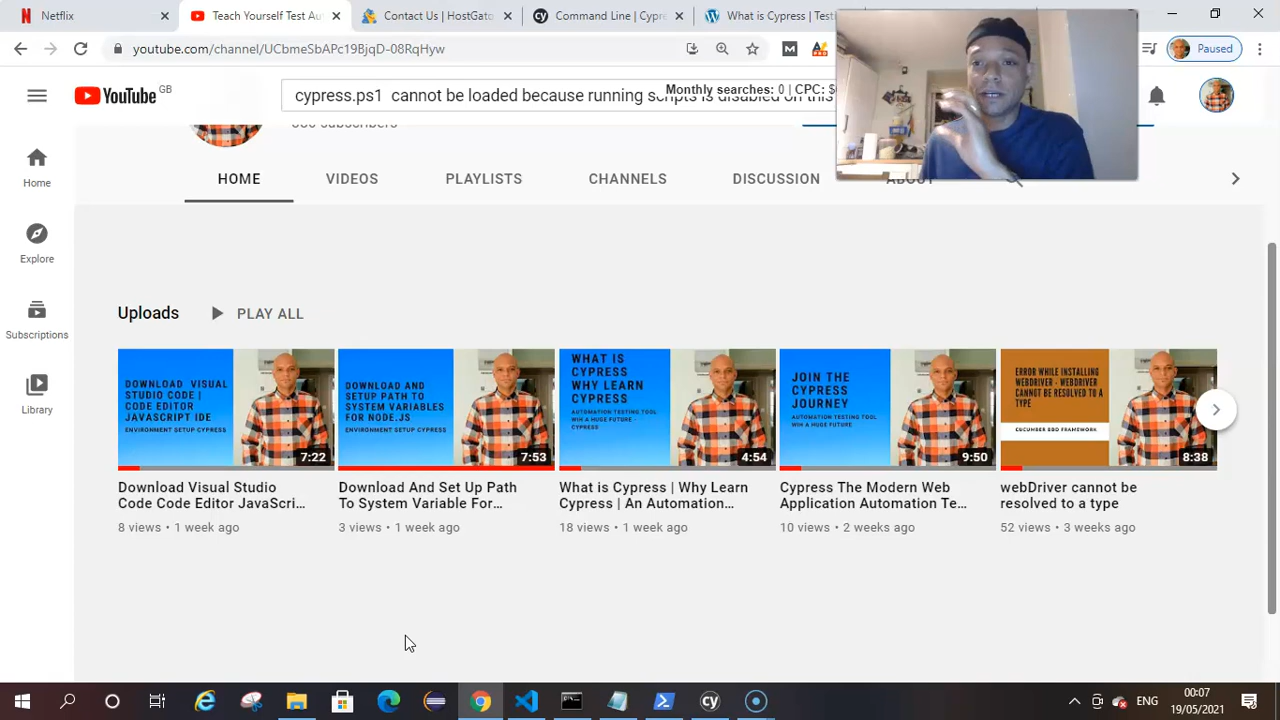 Netflix
Teach Yourself Test Au
Contact Us | HostGato
Command Line | Cypre
What is Cypress | Testi
youtube.com/channel/UCbmeSbAPc19BjqD-08RqHyw
Paused
YouTube GB
cypress.ps1 cannot be loaded because running scripts is disabled on this
Monthly searches: 0 | CPC: $
subscribers
HOME
VIDEOS
PLAYLISTS
CHANNELS
DISCUSSION
ABOUT
Home
Explore
Subscriptions
Library
Uploads
PLAY ALL
DOWNLOAD VISUAL
STUDIO CODE |
CODE EDITOR
JAVASCRIPT IDE
ENVIRONMENT SETUP CYPRESS
7:22
DOWNLOAD AND
SETUP PATH TO
SYSTEM VARIABLES
FOR NODE.JS
ENVIRONMENT SETUP CYPRESS
7:53
WHAT IS
CYPRESS
WHY LEARN
CYPRESS
AUTOMATION TESTING TOOL
WIH A HUGE FUTURE -
CYPRESS
4:54
JOIN THE
CYPRESS
JOURNEY
AUTOMATION TESTING TOOL
WIH A HUGE FUTURE
9:50
ERROR WHILE INSTALLING
WEBDRIVER - WEBDRIVER
CANNOT BE RESOLVED TO A
TYPE
CUCUMBER BDD FRAMEWORK
8:38
Download Visual Studio
Code Code Editor JavaScri...
8 views • 1 week ago
Download And Set Up Path
To System Variable For...
3 views • 1 week ago
What is Cypress | Why Learn
Cypress | An Automation...
18 views • 1 week ago
Cypress The Modern Web
Application Automation Te...
10 views • 2 weeks ago
webDriver cannot be
resolved to a type
52 views • 3 weeks ago
ENG
00:07
19/05/2021